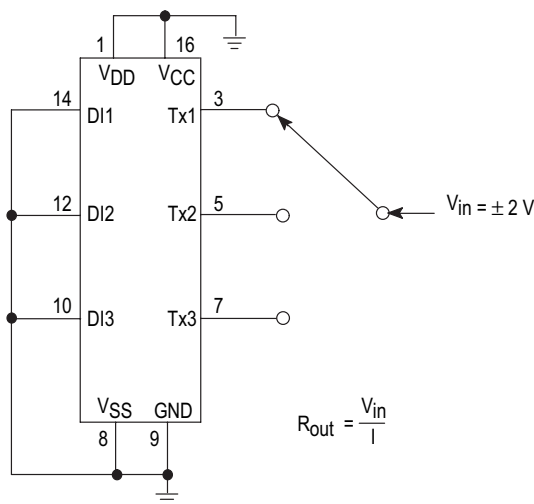 1 16
VDD VCC
14 DI1 Tx1 3
12 DI2 Tx2 5
Vin = ± 2 V
10 DI3 Tx3 7
VSS GND
8 9
Rout = Vin
I